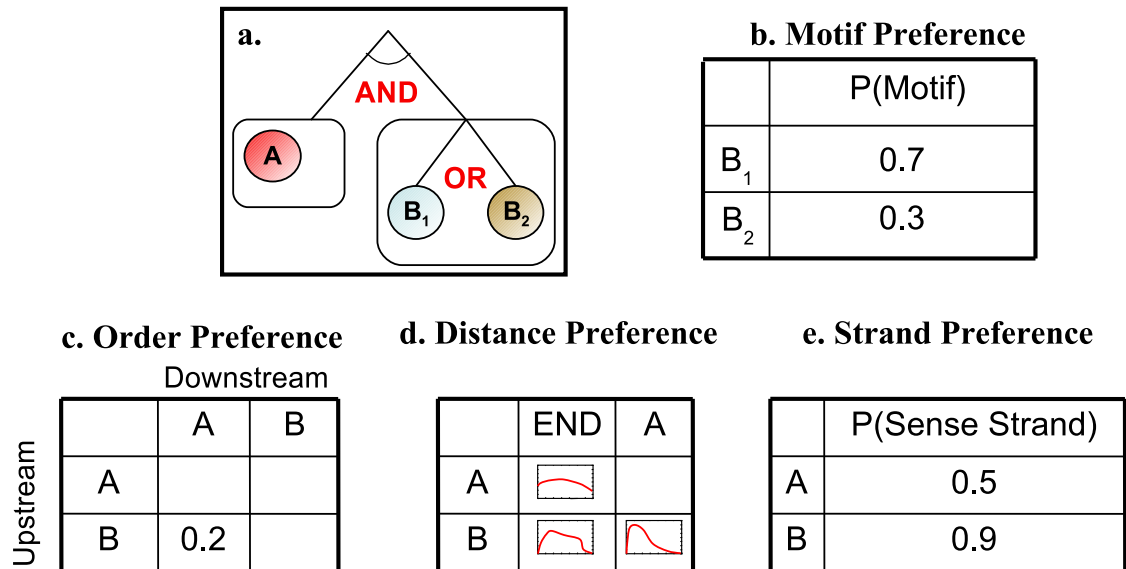 a.
AND
A
OR
B₁ B₂
b. Motif Preference
P(Motif)
B₁ 0.7
B₂ 0.3
c. Order Preference
Downstream
A B
Upstream
A
B 0.2
d. Distance Preference
END A
A
B
e. Strand Preference
P(Sense Strand)
A 0.5
B 0.9